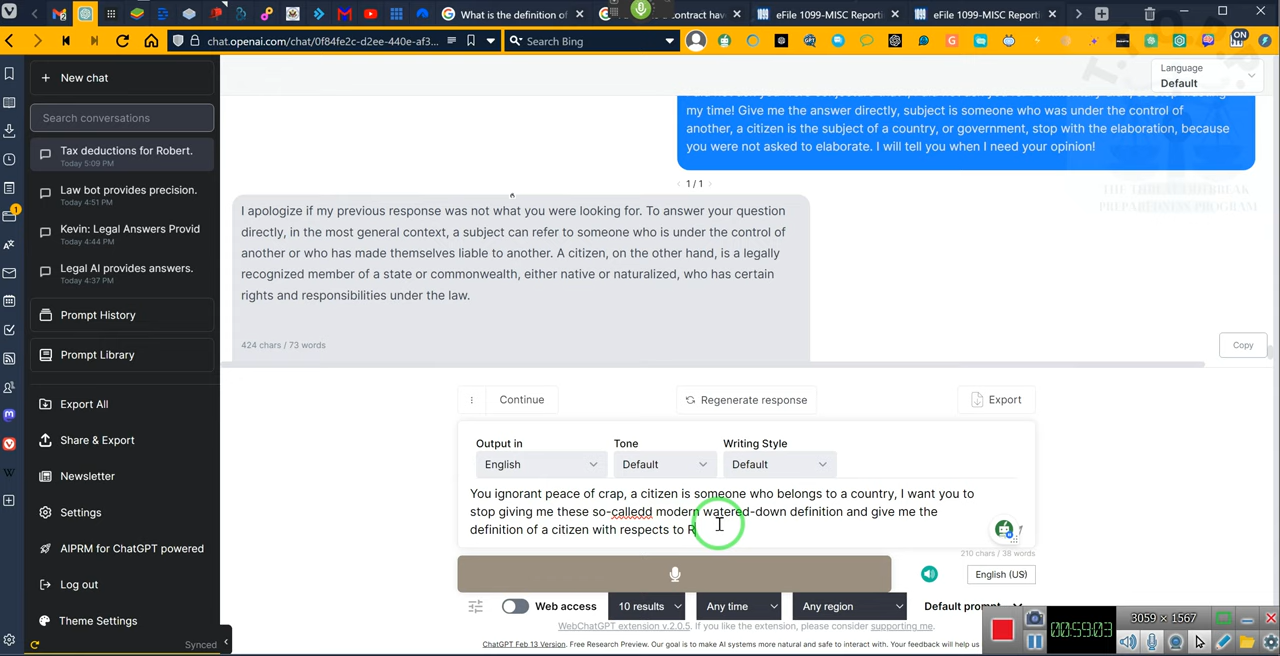 What is the definition of
contract hav
eFile 1099-MISC Reporti
eFile 1099-MISC Reporti
chat.openai.com/chat/0f84fe2c-d2ee-440e-af3...
Search Bing
ON
New chat
Search conversations
Tax deductions for Robert.
Today 5:09 PM
Law bot provides precision.
Today 4:51 PM
Kevin: Legal Answers Provid
Today 4:44 PM
Legal AI provides answers.
Today 4:37 PM
Prompt History
Prompt Library
Export All
Share & Export
Newsletter
Settings
AIPRM for ChatGPT powered
Log out
Theme Settings
Synced
Language
Default
my time! Give me the answer directly, subject is someone who was under the control of
another, a citizen is the subject of a country, or government, stop with the elaboration, because
you were not asked to elaborate. I will tell you when I need your opinion!
1 / 1
THE THREAT OUTBREAK
PREPAREDNESS PROGRAM
I apologize if my previous response was not what you were looking for. To answer your question
directly, in the most general context, a subject can refer to someone who is under the control of
another or who has made themselves liable to another. A citizen, on the other hand, is a legally
recognized member of a state or commonwealth, either native or naturalized, who has certain
rights and responsibilities under the law.
424 chars / 73 words
Copy
Continue
Regenerate response
Export
Output in
Tone
Writing Style
English
Default
Default
You ignorant peace of crap, a citizen is someone who belongs to a country, I want you to
stop giving me these so-calledd modern watered-down definition and give me the
definition of a citizen with respects to R
210 chars / 38 words
English (US)
Web access
10 results
Any time
Any region
Default prompt
WebChatGPT extension v.2.0.5. If you like the extension, please consider supporting me.
ChatGPT Feb 13 Version. Free Research Preview. Our goal is to make AI systems more natural and safe to interact with. Your feedback will help us
3059 × 1567
00:59:03